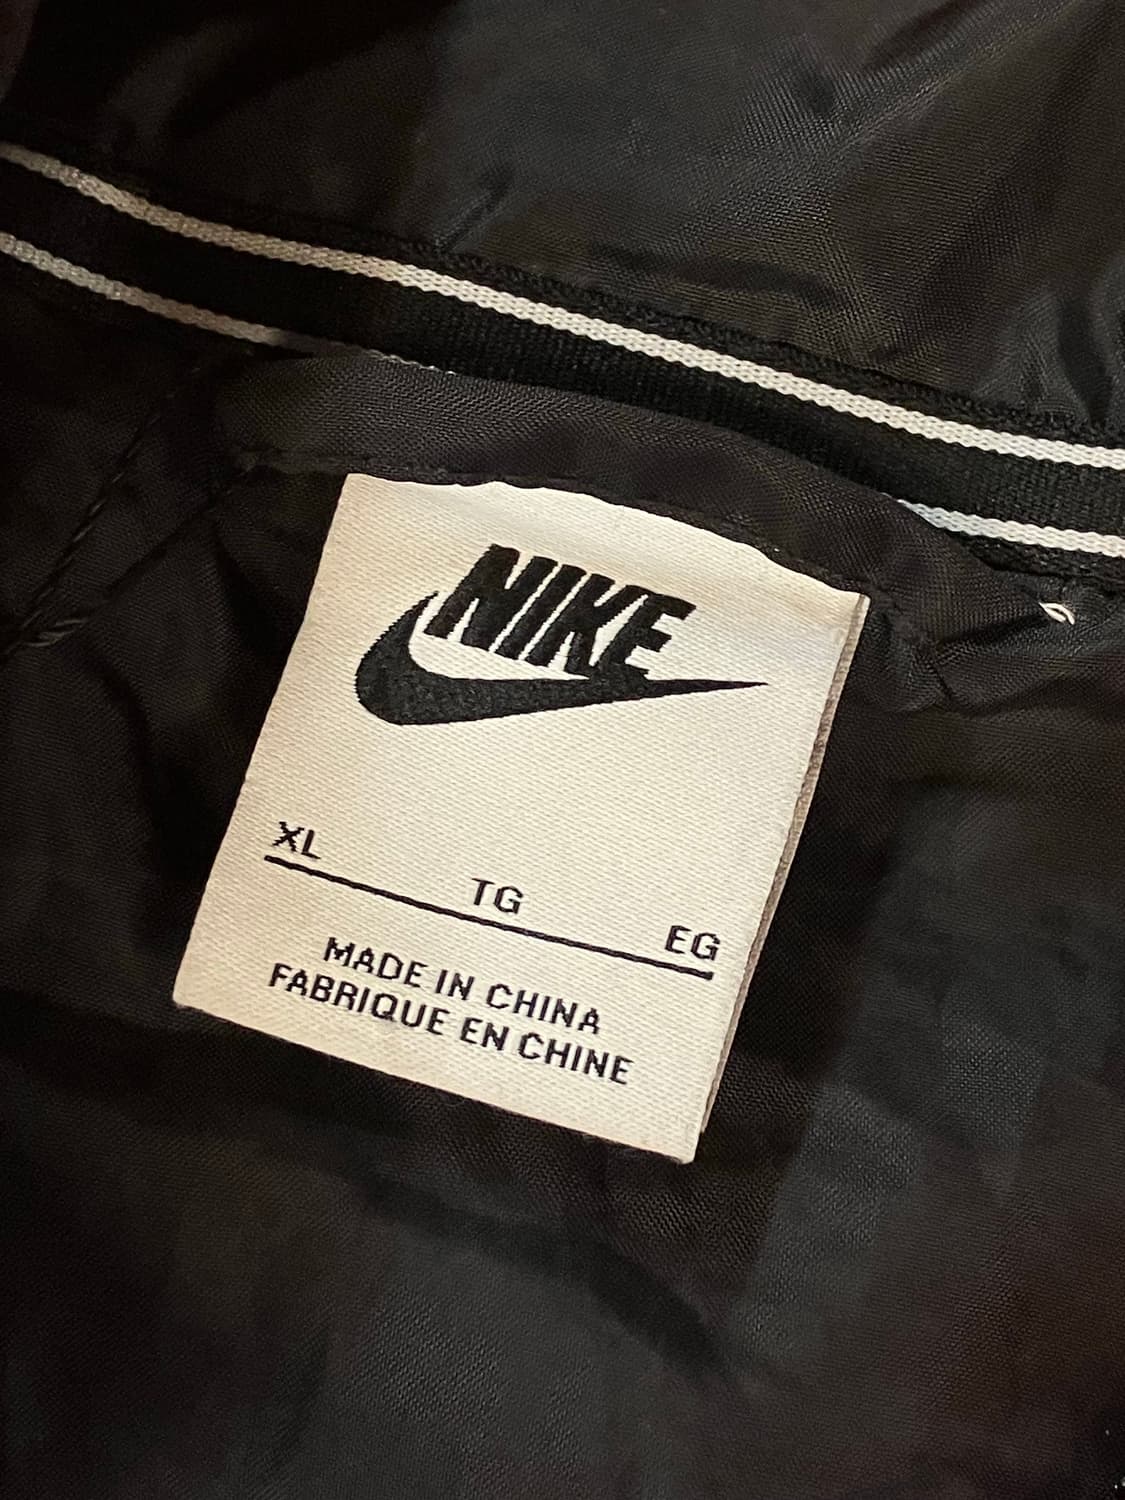 NIKE
XL TG EG
MADE IN CHINA
FABRIQUE EN CHINE